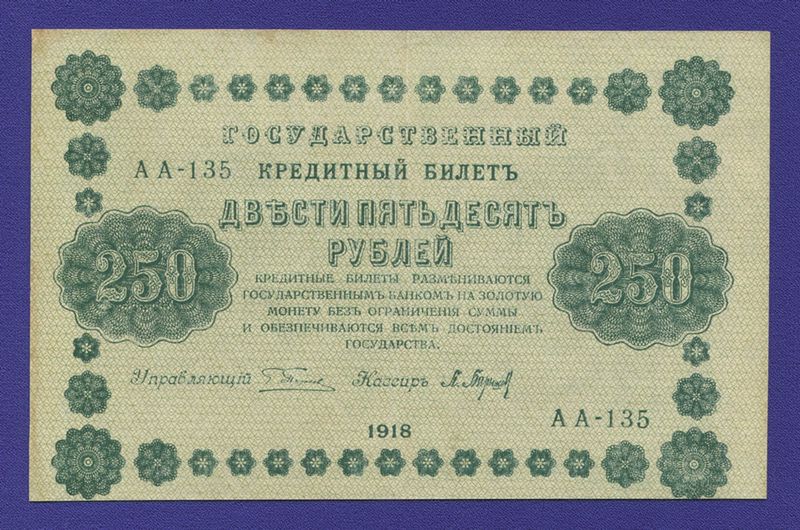 ГОСУДАРСТВЕННЫЙ
АА-135 КРЕДИТНЫЙ БИЛЕТЪ
ДВѢСТИ ПЯТЬДЕСЯТЪ
РУБЛЕЙ
250
250
КРЕДИТНЫЕ БИЛЕТЫ РАЗМѢНИВАЮТСЯ
ГОСУДАРСТВЕННЫМЪ БАНКОМЪ НА ЗОЛОТУЮ
МОНЕТУ БЕЗЪ ОГРАНИЧЕНІЯ СУММЫ
И ОБЕЗПЕЧИВАЮТСЯ ВСѢМЪ ДОСТОЯНІЕМЪ
ГОСУДАРСТВА.
Управляющій
Кассиръ
АА-135
1918